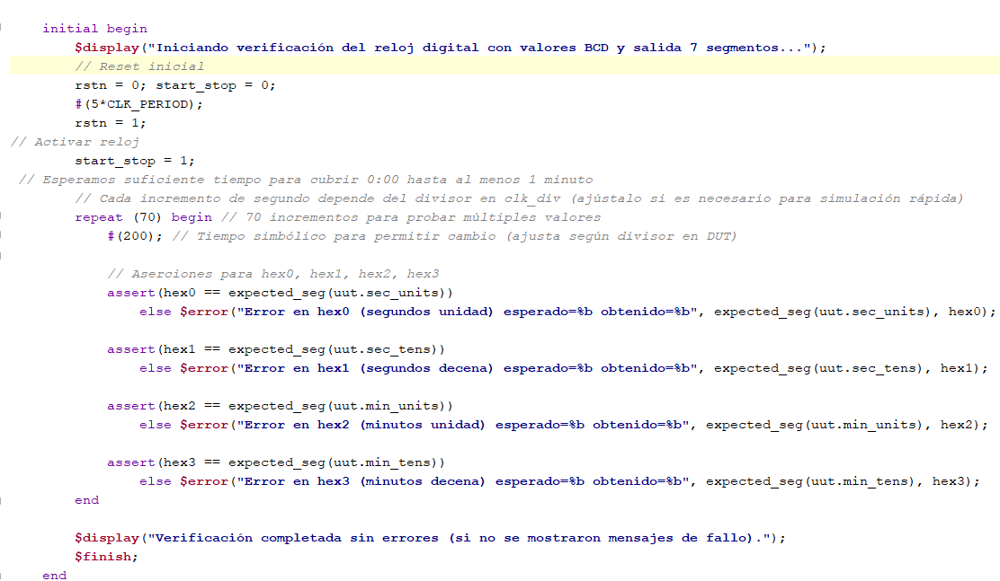 initial begin
$display("Iniciando verificación del reloj digital con valores BCD y salida 7 segmentos...");
// Reset inicial
rstn = 0; start_stop = 0;
#(5*CLK_PERIOD);
rstn = 1;
// Activar reloj
start_stop = 1;
// Esperamos suficiente tiempo para cubrir 0:00 hasta al menos 1 minuto
// Cada incremento de segundo depende del divisor en clk_div (ajústalo si es necesario para simulación rápida)
repeat (70) begin // 70 incrementos para probar múltiples valores
#(200); // Tiempo simbólico para permitir cambio (ajusta según divisor en DUT)
// Aserciones para hex0, hex1, hex2, hex3
assert(hex0 == expected_seg(uut.sec_units))
else $error("Error en hex0 (segundos unidad) esperado=%b obtenido=%b", expected_seg(uut.sec_units), hex0);
assert(hex1 == expected_seg(uut.sec_tens))
else $error("Error en hex1 (segundos decena) esperado=%b obtenido=%b", expected_seg(uut.sec_tens), hex1);
assert(hex2 == expected_seg(uut.min_units))
else $error("Error en hex2 (minutos unidad) esperado=%b obtenido=%b", expected_seg(uut.min_units), hex2);
assert(hex3 == expected_seg(uut.min_tens))
else $error("Error en hex3 (minutos decena) esperado=%b obtenido=%b", expected_seg(uut.min_tens), hex3);
end
$display("Verificación completada sin errores (si no se mostraron mensajes de fallo).");
$finish;
end